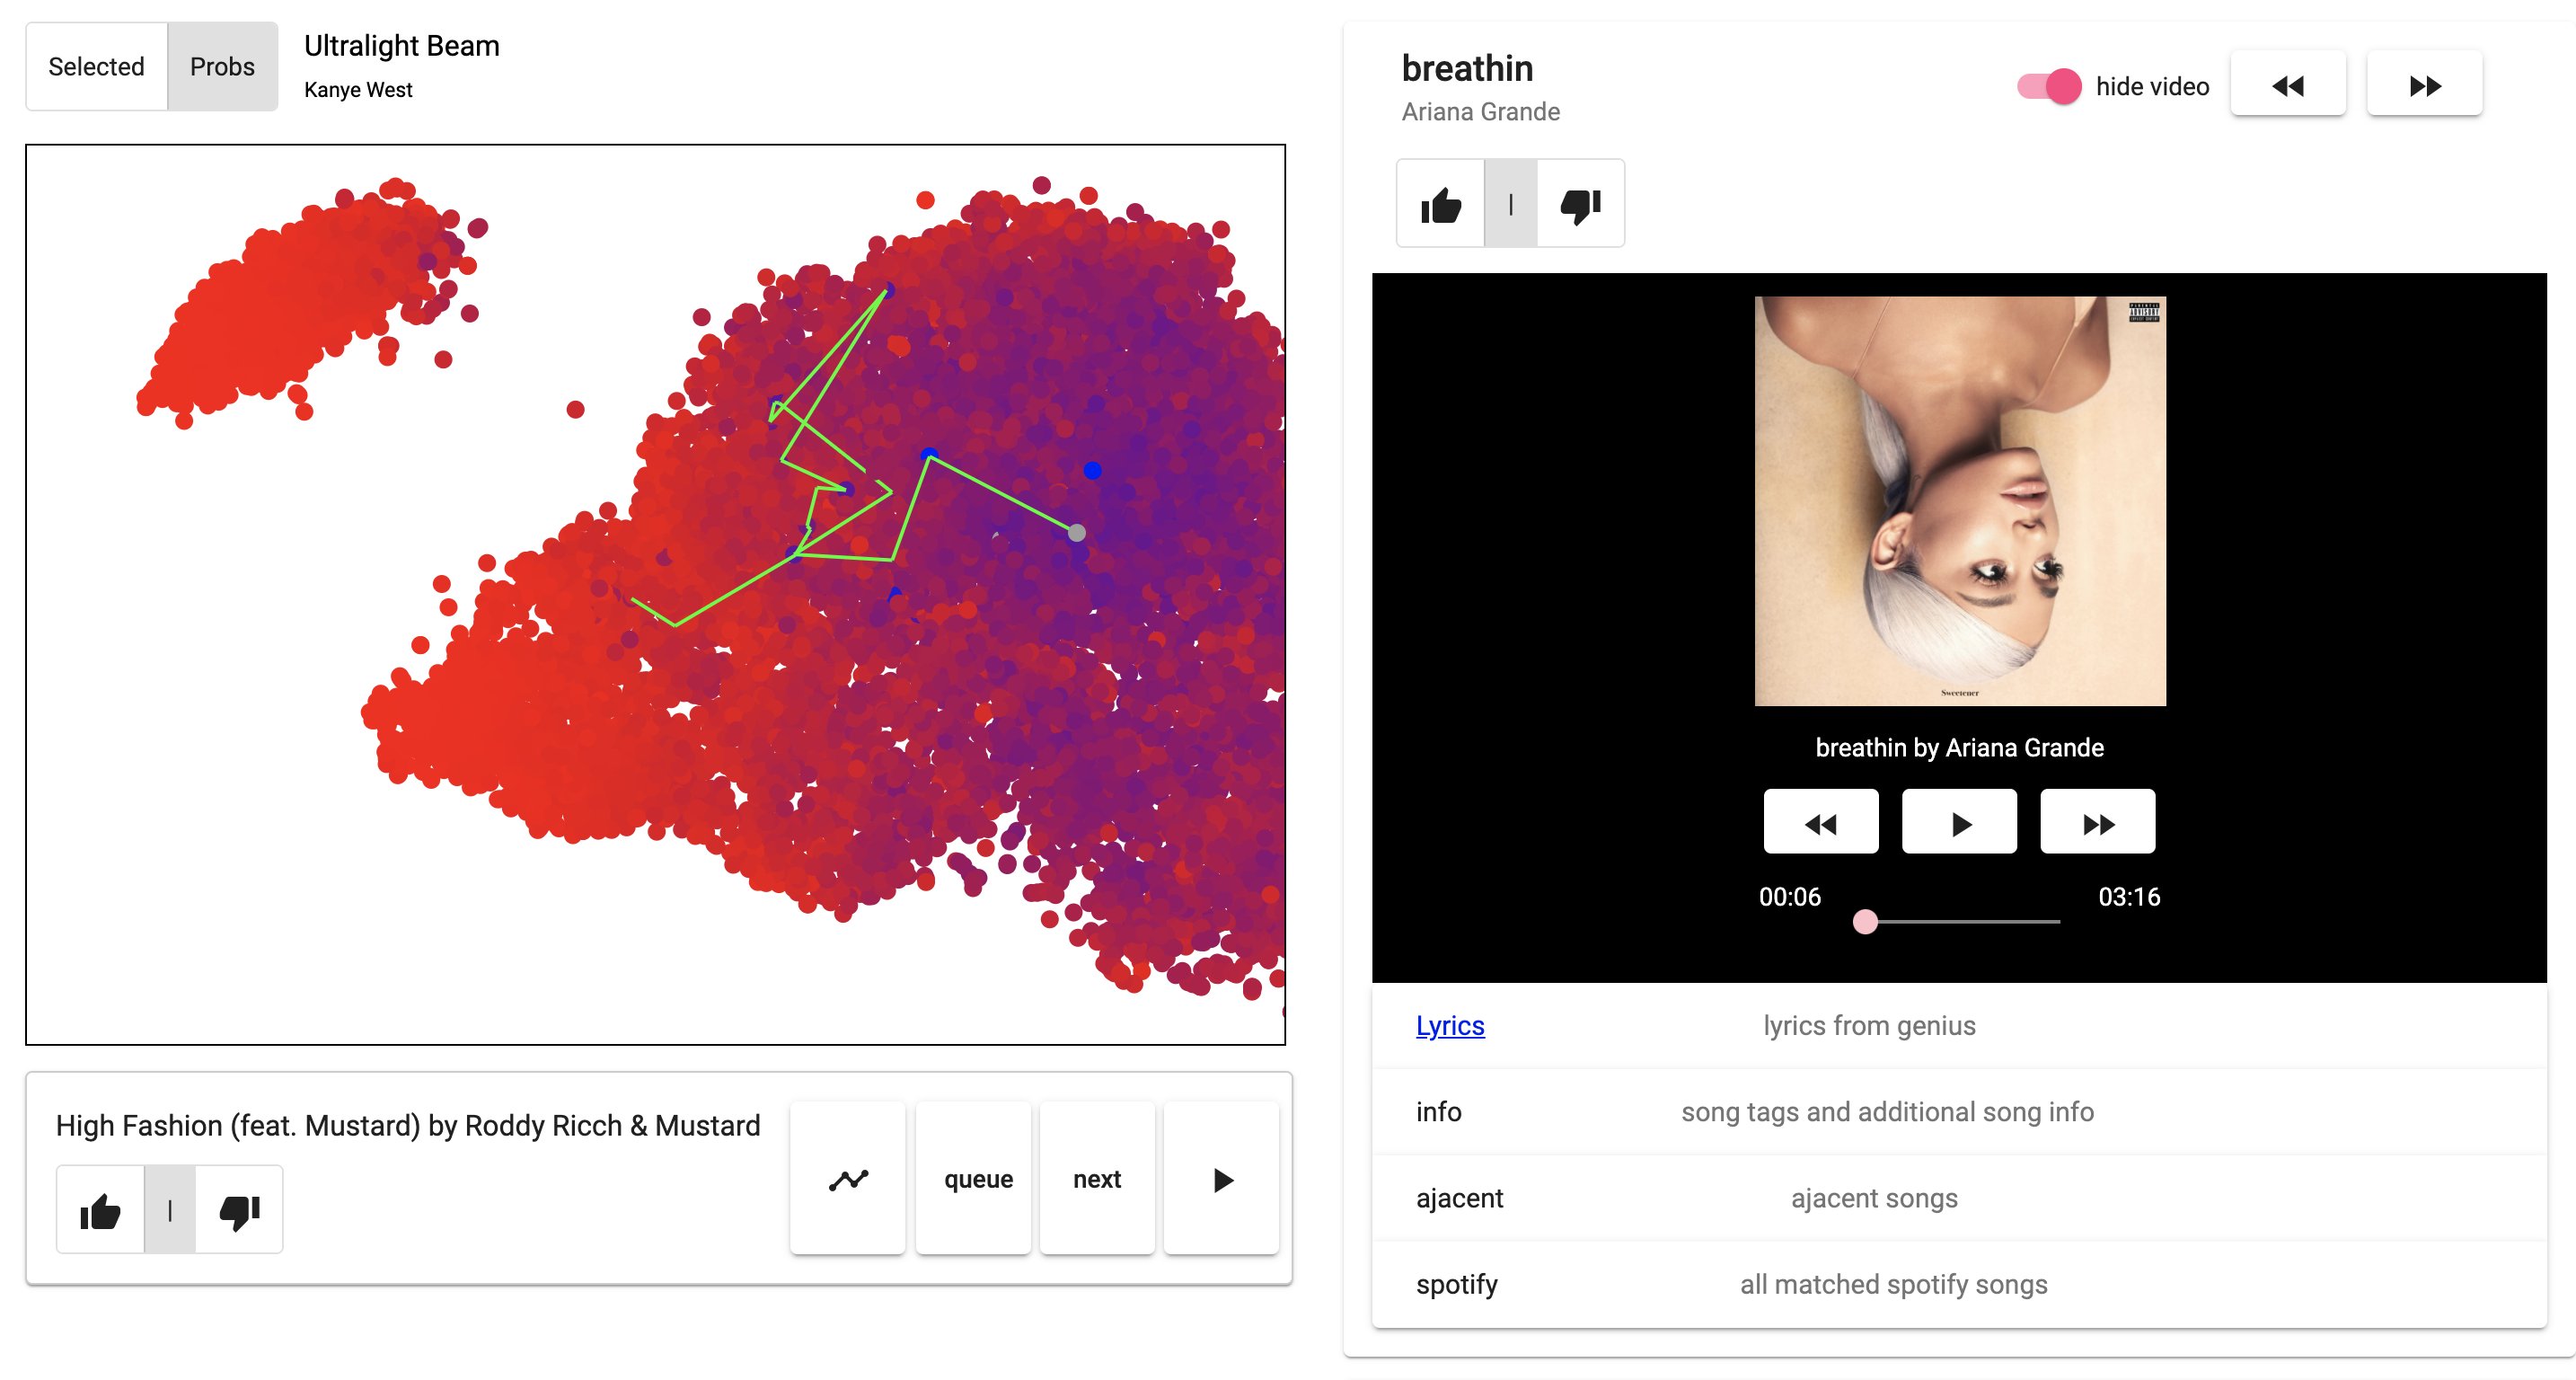 Selected
Probs
Ultralight Beam
Kanye West
breathin
Ariana Grande
hide video
I
Sweetener
breathin by Ariana Grande
00:06
03:16
Lyrics
lyrics from genius
info
song tags and additional song info
ajacent
ajacent songs
spotify
all matched spotify songs
High Fashion (feat. Mustard) by Roddy Ricch & Mustard
I
queue
next